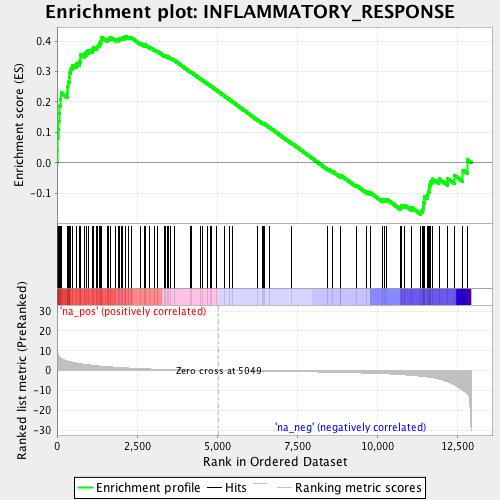 Enrichment plot: INFLAMMATORY_RESPONSE
Enrichment score (ES)
0.4
0.3
0.2
0.1
0.0
-0.1
Ranked list metric (PreRanked)
30
20
10
0
-10
-20
-30
'na_pos' (positively correlated)
Zero cross at 5049
'na_neg' (negatively correlated)
0
2,500
5,000
7,500
10,000
12,500
Rank in Ordered Dataset
Enrichment profile
Hits
Ranking metric scores